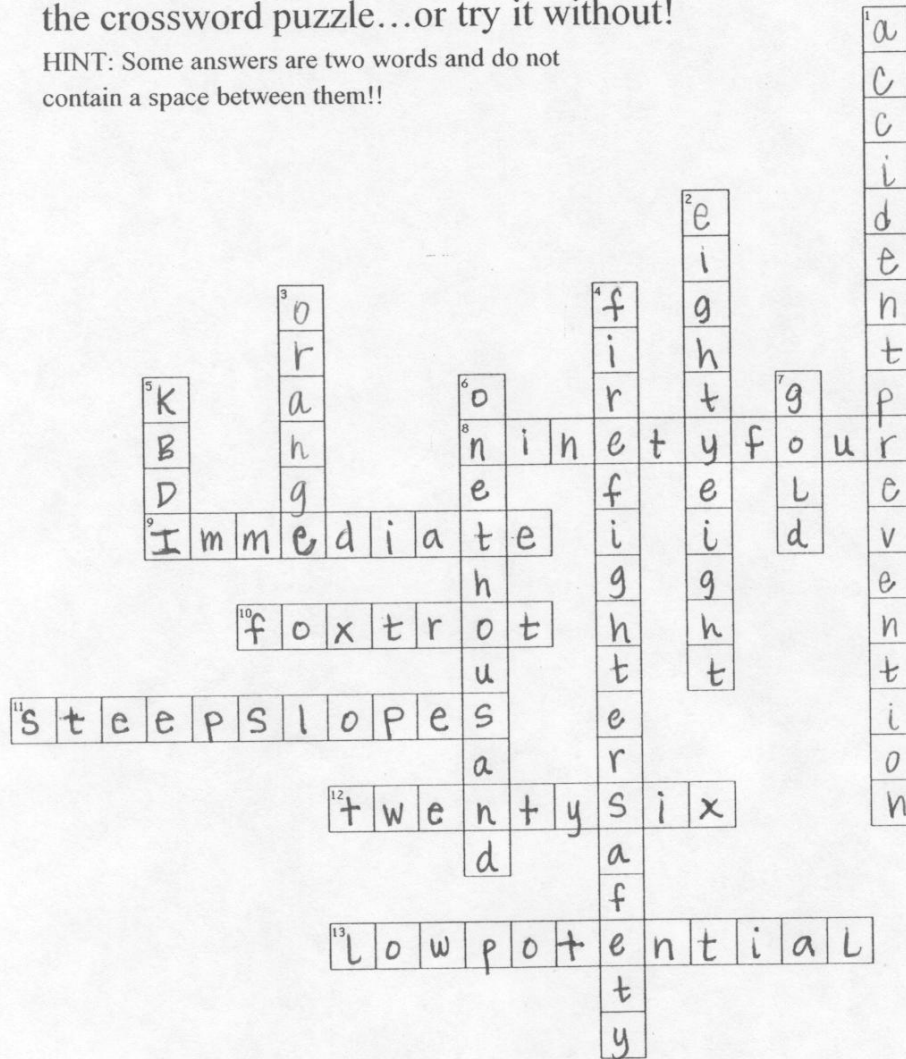 the crossword puzzle…or try it without!
HINT: Some answers are two words and do not
contain a space between them!!
1 accidentprevention
2 eightyeight
3 orange
4 firefightersafety
5 KBDI
6 onethousand
7 goLd
8 ninetyfour
9 Immediate
10 foxtrot
11 steepslopes
12 twentysix
13 LowpotentiaL